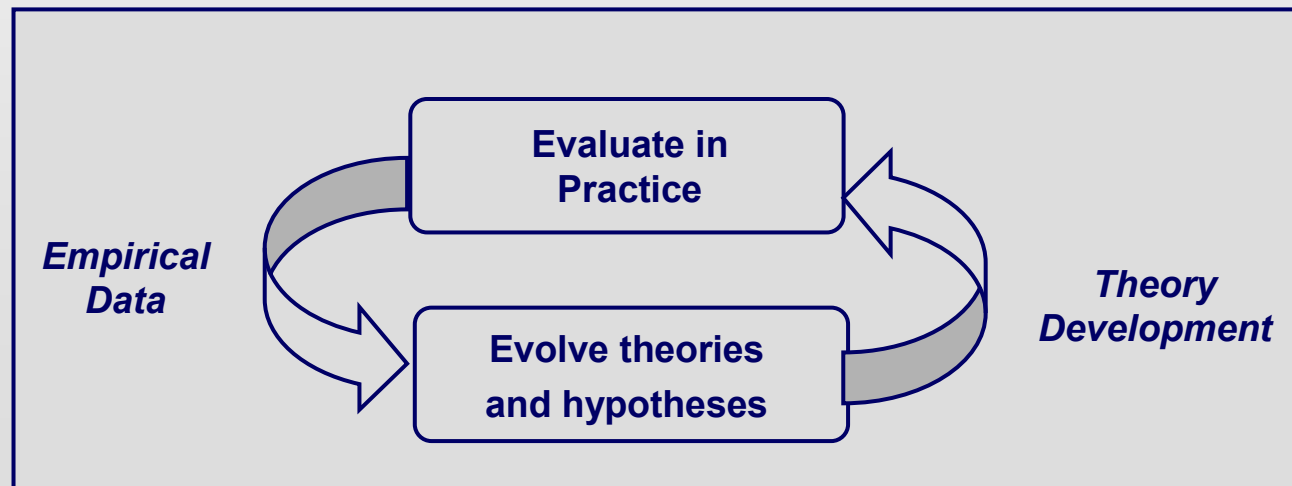 Evaluate in
Practice
Empirical
Data
Theory
Development
Evolve theories
and hypotheses